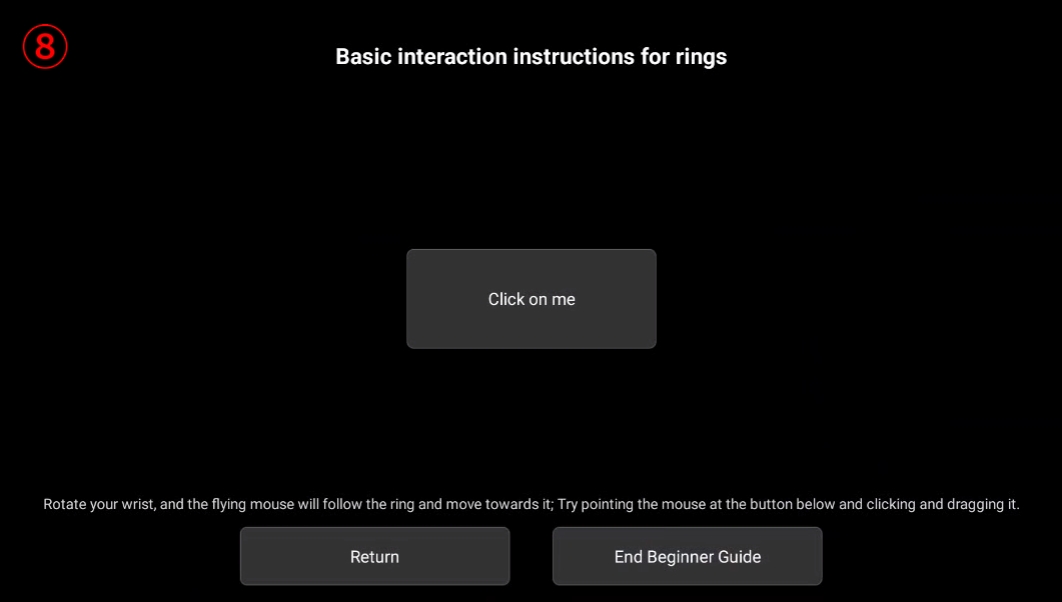 ⑧
Basic interaction instructions for rings
Click on me
Rotate your wrist, and the flying mouse will follow the ring and move towards it; Try pointing the mouse at the button below and clicking and dragging it.
Return
End Beginner Guide